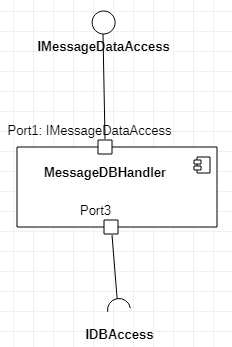 IMessageDataAccess
Port1: IMessageDataAccess
MessageDBHandler
Port3
IDBAccess